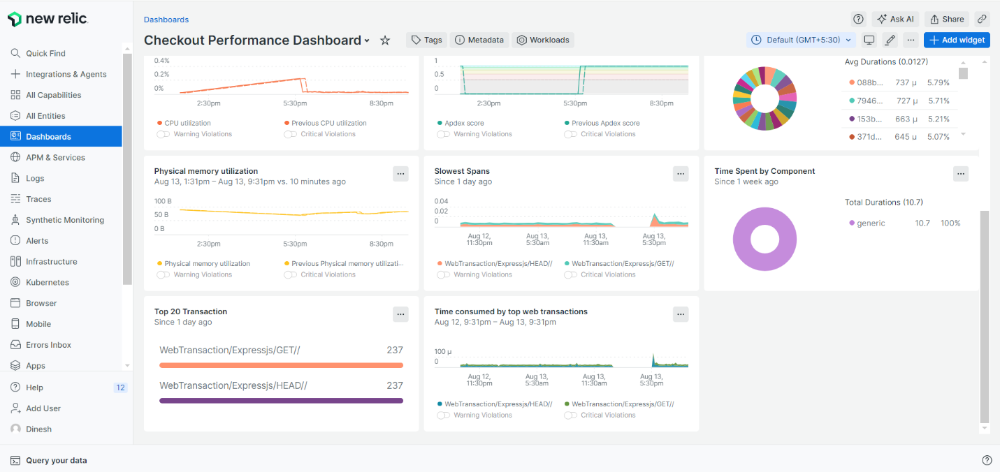 new relic
Quick Find
Integrations & Agents
All Capabilities
All Entities
Dashboards
APM & Services
Logs
Traces
Synthetic Monitoring
Alerts
Infrastructure
Kubernetes
Browser
Mobile
Errors Inbox
Apps
Help 12
Add User
Dinesh
Query your data
Dashboards
Ask AI
Share
Checkout Performance Dashboard
Tags
Metadata
Workloads
Default (GMT+5:30)
Add widget
0.4%
0.2%
0%
2:30pm 5:30pm 8:30pm
CPU utilization Previous CPU utilization
Warning Violations Critical Violations
1
0.5
0
2:30pm 5:30pm 8:30pm
Apdex score Previous Apdex score
Warning Violations Critical Violations
Avg Durations (0.0127)
088b... 737 µ 5.79%
7946... 727 µ 5.71%
153b... 663 µ 5.21%
371d... 645 µ 5.07%
Physical memory utilization
Aug 13, 1:31pm – Aug 13, 9:31pm vs. 10 minutes ago
100 B
50 B
0 B
2:30pm 5:30pm 8:30pm
Physical memory utilization Previous Physical memory utilizati...
Warning Violations Critical Violations
Slowest Spans
Since 1 day ago
0.04
0.02
0
Aug 12, Aug 13, Aug 13, Aug 13,
11:30pm 5:30am 11:30am 5:30pm
WebTransaction/Expressjs/HEAD// WebTransaction/Expressjs/GET//
Warning Violations Critical Violations
Time Spent by Component
Since 1 week ago
Total Durations (10.7)
generic 10.7 100%
Top 20 Transaction
Since 1 day ago
WebTransaction/Expressjs/GET// 237
WebTransaction/Expressjs/HEAD// 237
Time consumed by top web transactions
Aug 12, 9:31pm – Aug 13, 9:31pm
100 µ
0
Aug 12, Aug 13, Aug 13, Aug 13,
11:30pm 5:30am 11:30am 5:30pm
WebTransaction/Expressjs/HEAD// WebTransaction/Expressjs/GET//
Warning Violations Critical Violations